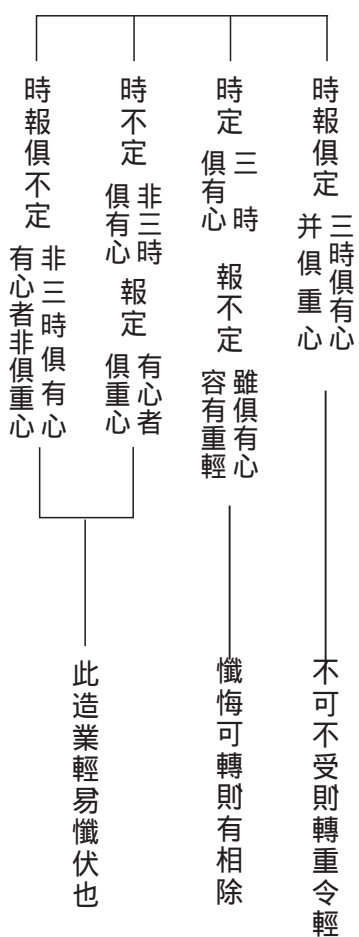 時報俱定
三時俱有心
并俱重心
不可不受則轉重令輕
時定
三時
俱有心
報不定
雖俱有心
容有重輕
懺悔可轉則有相除
時不定
非三時
俱有心
報定
有心者
俱重心
時報俱不定
非三時俱有心
有心者非俱重心
此造業輕易懺伏也